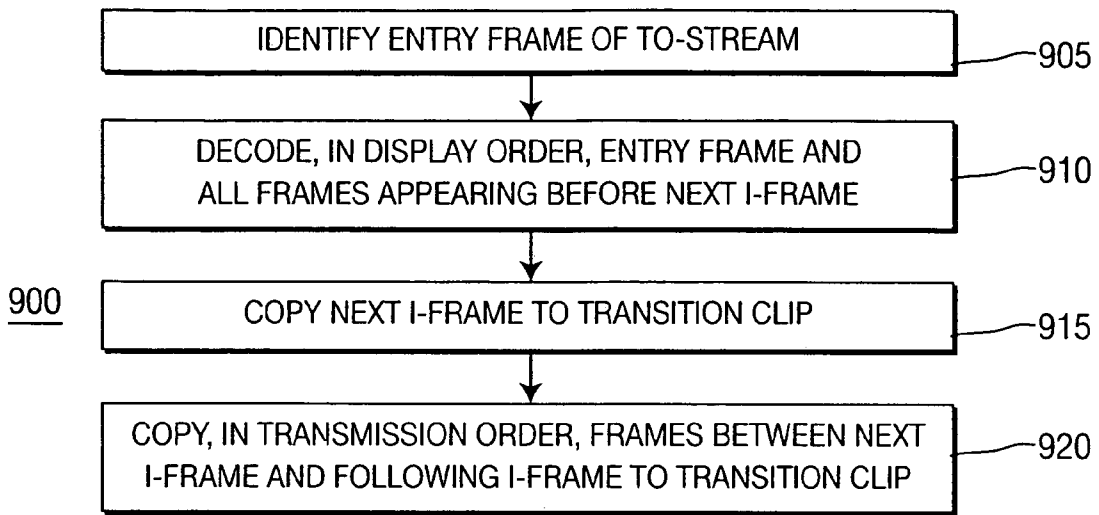 IDENTIFY ENTRY FRAME OF TO-STREAM
905
DECODE, IN DISPLAY ORDER, ENTRY FRAME AND
ALL FRAMES APPEARING BEFORE NEXT I-FRAME
910
900
COPY NEXT I-FRAME TO TRANSITION CLIP
915
COPY, IN TRANSMISSION ORDER, FRAMES BETWEEN NEXT
I-FRAME AND FOLLOWING I-FRAME TO TRANSITION CLIP
920